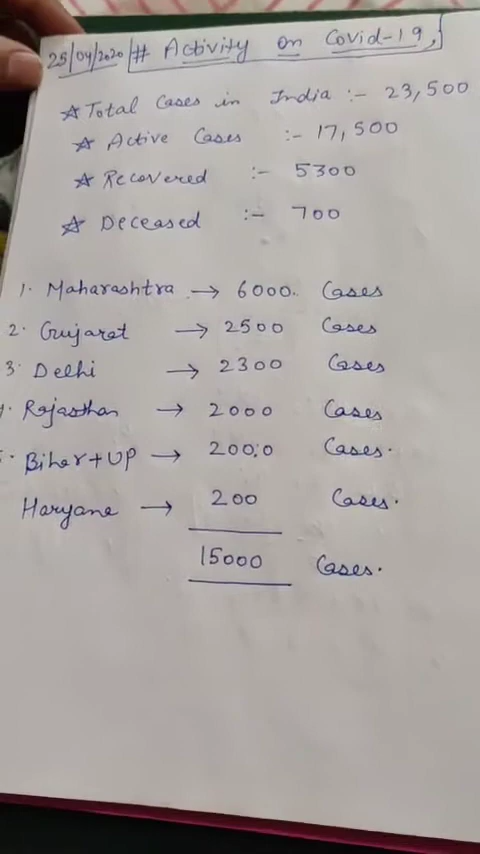 25/04/2020 # Activity on Covid-19,
☆ Total Cases in India :- 23,500
☆ Active Cases :- 17,500
☆ Recovered :- 5300
☆ Deceased :- 700
1. Maharashtra → 6000. Cases
2. Gujarat → 2500 Cases
3. Delhi → 2300 Cases
4. Rajasthan → 2000 Cases
5. Bihar+UP → 2000 Cases.
Haryana → 200 Cases.
15000 Cases.